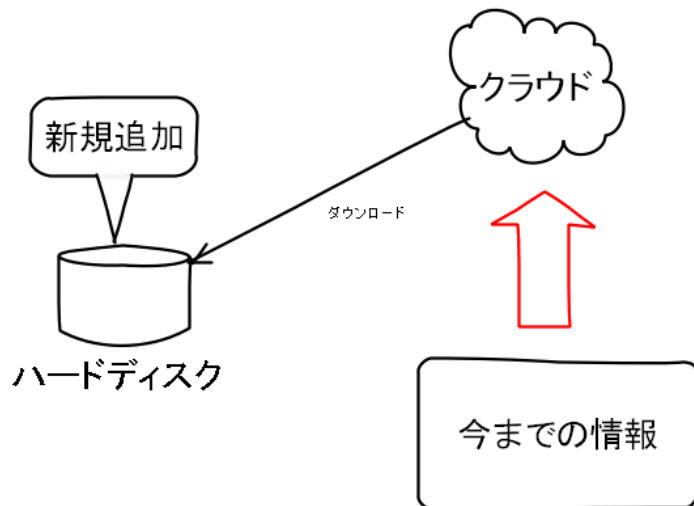 クラウド
新規追加
ダウンロード
ハードディスク
今までの情報